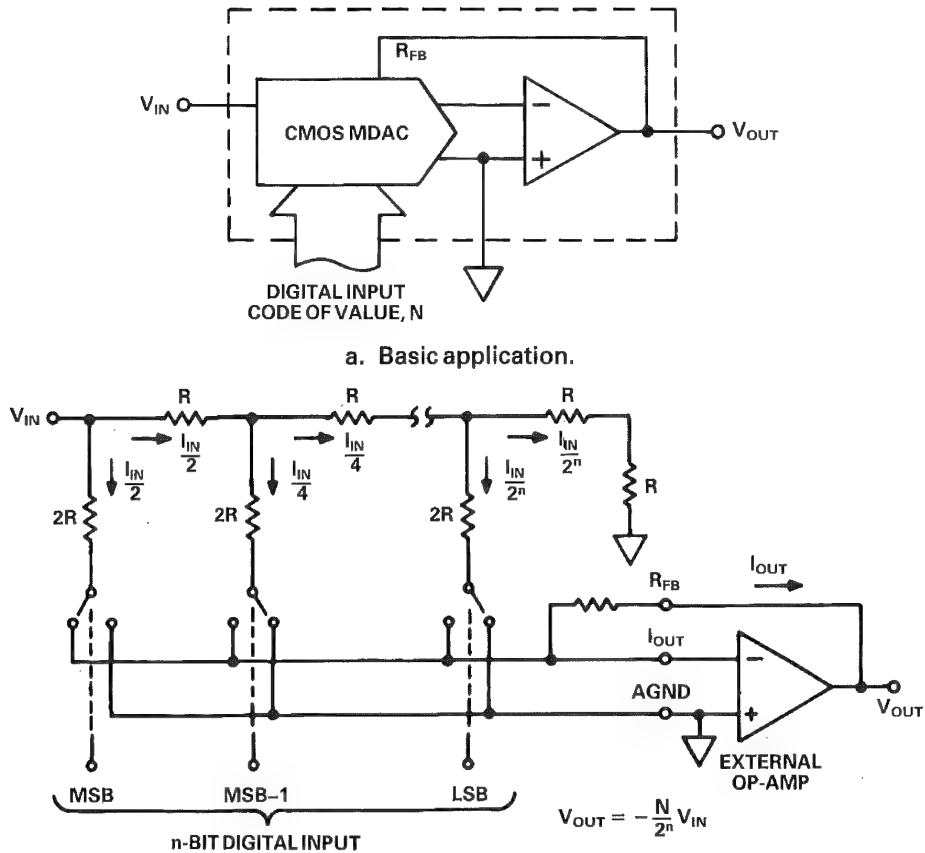 R_FB
V_IN
CMOS MDAC
−
+
V_OUT
DIGITAL INPUT
CODE OF VALUE, N
a. Basic application.
V_IN
R
R
R
I_IN/2
I_IN/4
I_IN/2^n
I_IN/2
I_IN/4
I_IN/2^n
R
2R
2R
2R
I_OUT
R_FB
I_OUT
−
AGND
+
V_OUT
EXTERNAL
OP-AMP
MSB
MSB–1
LSB
V_OUT = − N/2^n V_IN
n-BIT DIGITAL INPUT